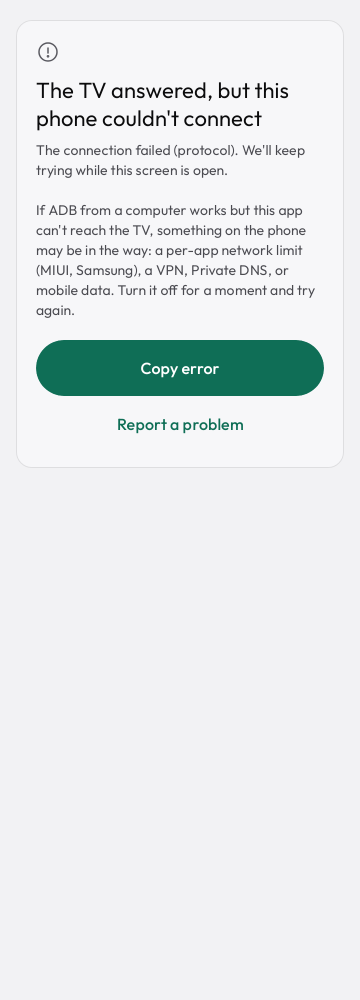 The TV answered, but this
phone couldn't connect
The connection failed (protocol). We'll keep
trying while this screen is open.
If ADB from a computer works but this app
can't reach the TV, something on the phone
may be in the way: a per-app network limit
(MIUI, Samsung), a VPN, Private DNS, or
mobile data. Turn it off for a moment and try
again.
Copy error
Report a problem